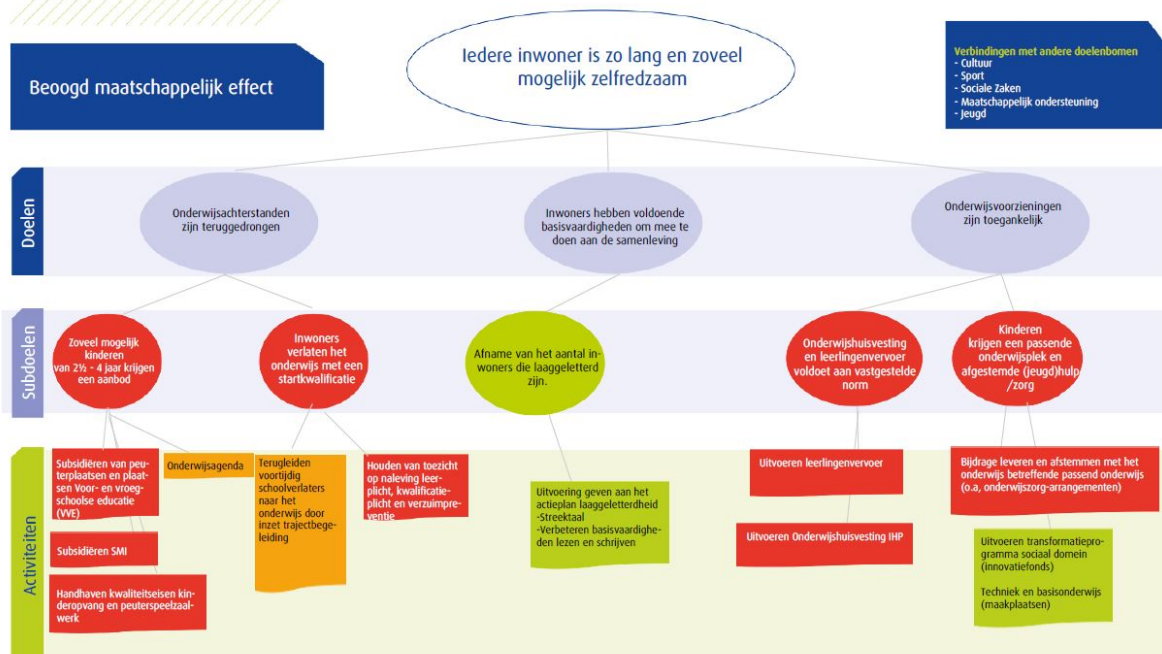 Beoogd maatschappelijk effect
Iedere inwoner is zo lang en zoveel
mogelijk zelfredzaam
Verbindingen met andere doelenbomen
- Cultuur
- Sport
- Sociale Zaken
- Maatschappelijk ondersteuning
- Jeugd
Doelen
Onderwijsachterstanden
zijn teruggedrongen
Inwoners hebben voldoende
basisvaardigheden om mee te
doen aan de samenleving
Onderwijsvoorzieningen
zijn toegankelijk
Subdoelen
Zoveel mogelijk
kinderen
van 2½ - 4 jaar krijgen
een aanbod
Inwoners
verlaten het
onderwijs met een
startkwalificatie
Afname van het aantal in-
woners die laaggeletterd
zijn.
Onderwijshuisvesting
en leerlingenvervoer
voldoet aan vastgestelde
norm
Kinderen
krijgen een passende
onderwijsplek en
afgestemde (jeugd)hulp
/zorg
Activiteiten
Subsidiëren van peu-
terplaatsen en plaat-
sen Voor- en vroeg-
schoolse educatie
(VVE)
Subsidiëren SMI
Handhaven kwaliteitseisen kin-
deropvang en peuterspeelzaal-
werk
Onderwijsagenda
Terugleiden
voortijdig
schoolverlaters
naar het
onderwijs door
inzet trajectbege-
leiding
Houden van toezicht
op naleving leer-
plicht, kwalificatie-
plicht en verzuimpre-
ventie
Uitvoering geven aan het
actieplan laaggeletterdheid
-Streektaal
-Verbeteren basisvaardighe-
den lezen en schrijven
Uitvoeren leerlingenvervoer
Uitvoeren Onderwijshuisvesting IHP
Bijdrage leveren en afstemmen met het
onderwijs betreffende passend onderwijs
(o.a, onderwijszorg-arrangementen)
Uitvoeren transformatiepro-
gramma sociaal domein
(innovatiefonds)
Techniek en basisonderwijs
(maakplaatsen)